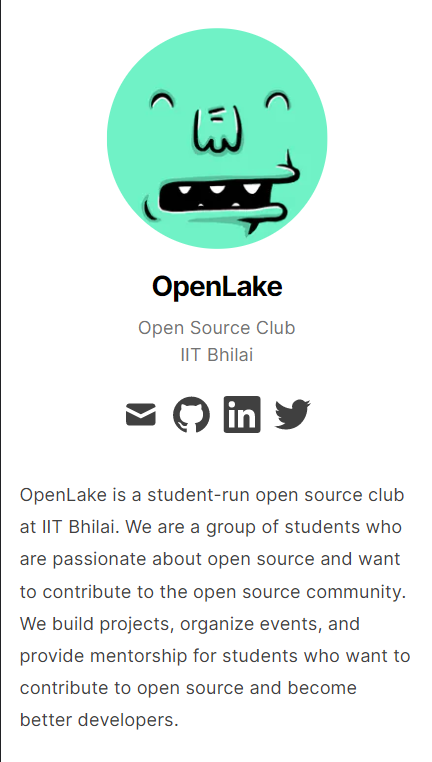 OpenLake
Open Source Club
IIT Bhilai
in
OpenLake is a student-run open source club
at IIT Bhilai. We are a group of students who
are passionate about open source and want
to contribute to the open source community.
We build projects, organize events, and
provide mentorship for students who want to
contribute to open source and become
better developers.